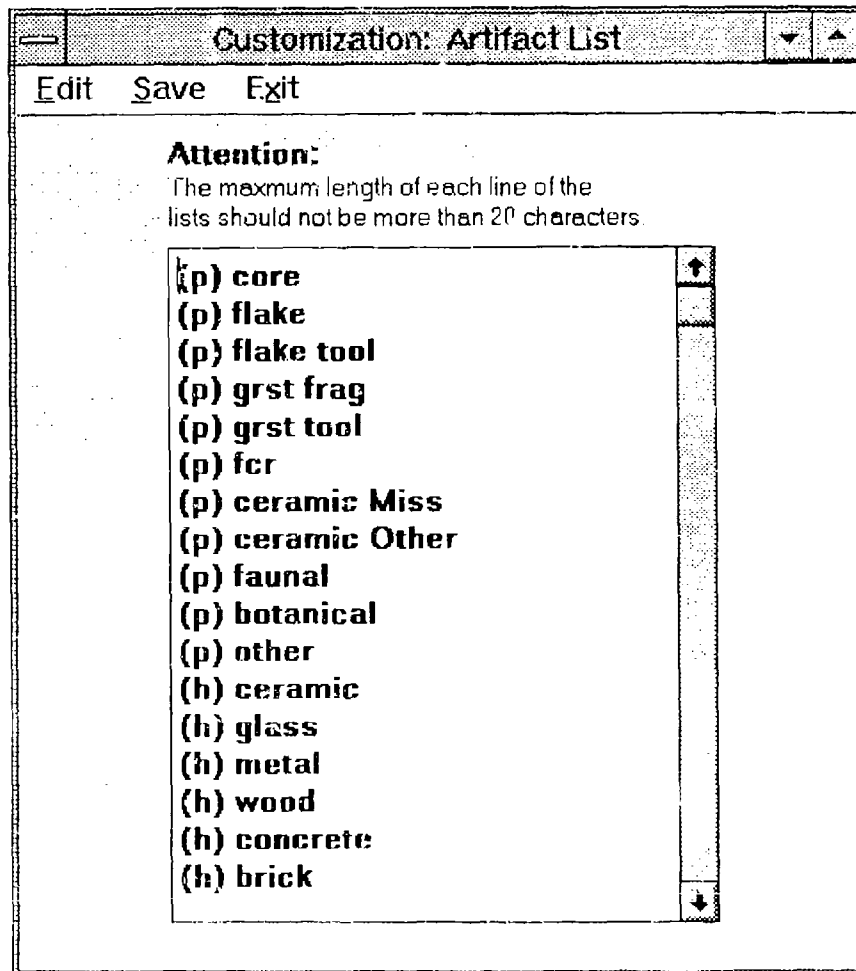 Customization: Artifact List
Edit Save Exit
Attention:
The maxmum length of each line of the
lists should not be more than 20 characters
(p) core
(p) flake
(p) flake tool
(p) grst frag
(p) grst tool
(p) fcr
(p) ceramic Miss
(p) ceramic Other
(p) faunal
(p) botanical
(p) other
(h) ceramic
(h) glass
(h) metal
(h) wood
(h) concrete
(h) brick